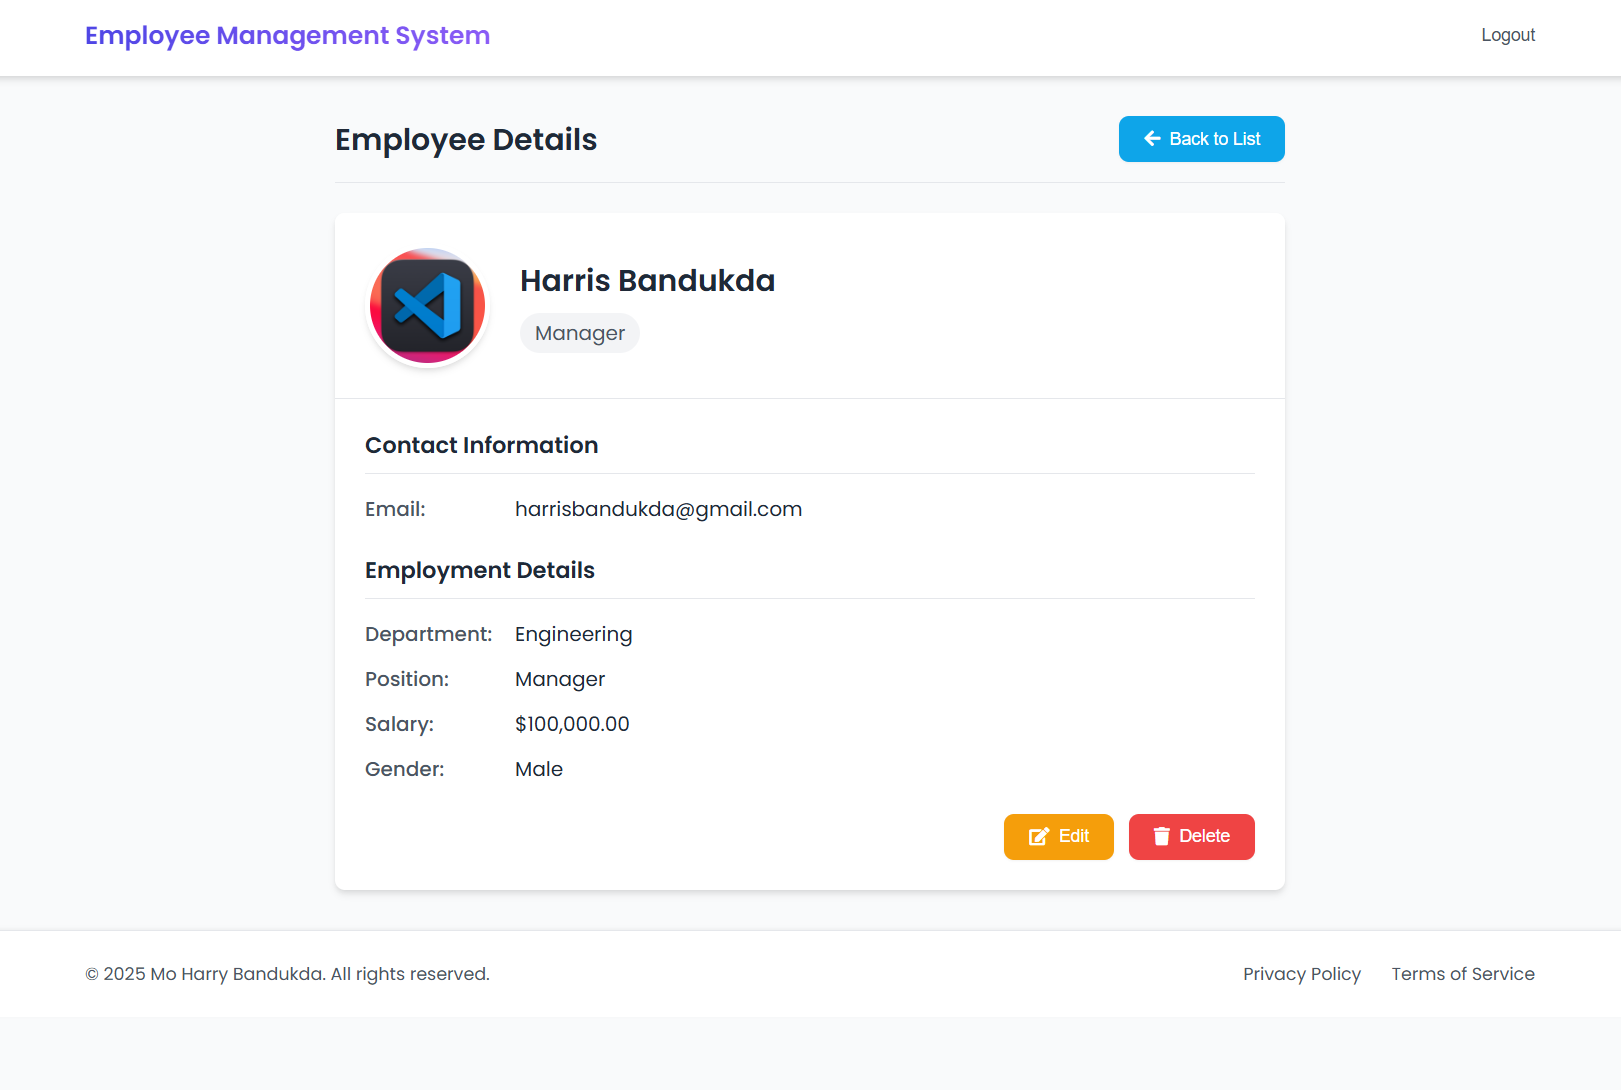 Employee Management System
Logout
Employee Details
Back to List
Harris Bandukda
Manager
Contact Information
Email: harrisbandukda@gmail.com
Employment Details
Department: Engineering
Position: Manager
Salary: $100,000.00
Gender: Male
Edit
Delete
© 2025 Mo Harry Bandukda. All rights reserved.
Privacy Policy
Terms of Service